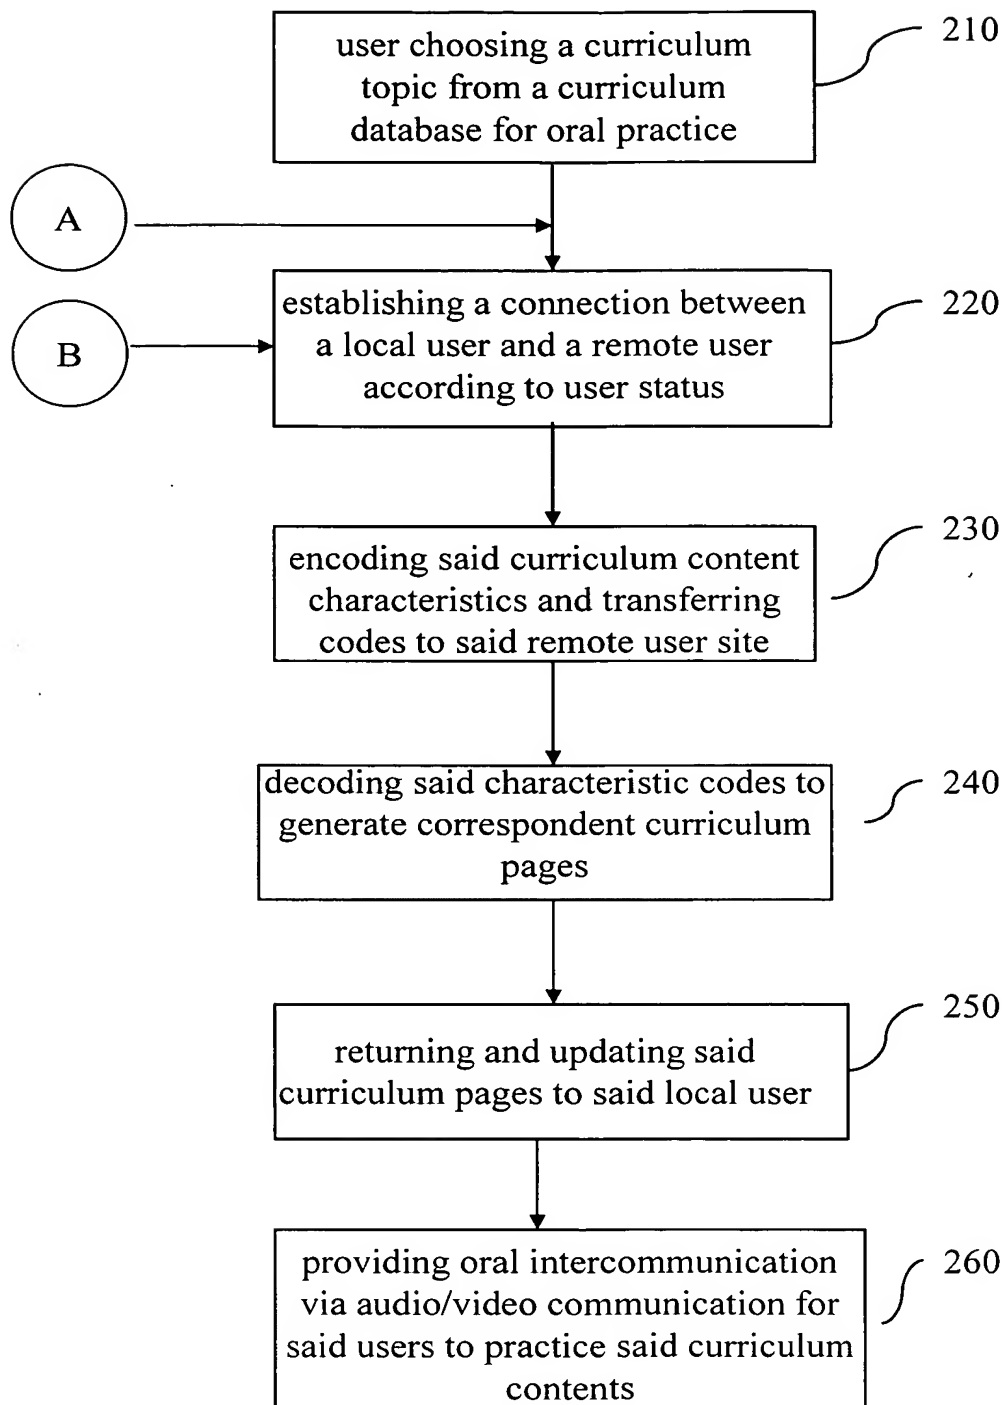 user choosing a curriculum
topic from a curriculum
database for oral practice
210
A
establishing a connection between
a local user and a remote user
according to user status
220
B
encoding said curriculum content
characteristics and transferring
codes to said remote user site
230
decoding said characteristic codes to
generate correspondent curriculum
pages
240
returning and updating said
curriculum pages to said local user
250
providing oral intercommunication
via audio/video communication for
said users to practice said curriculum
contents
260